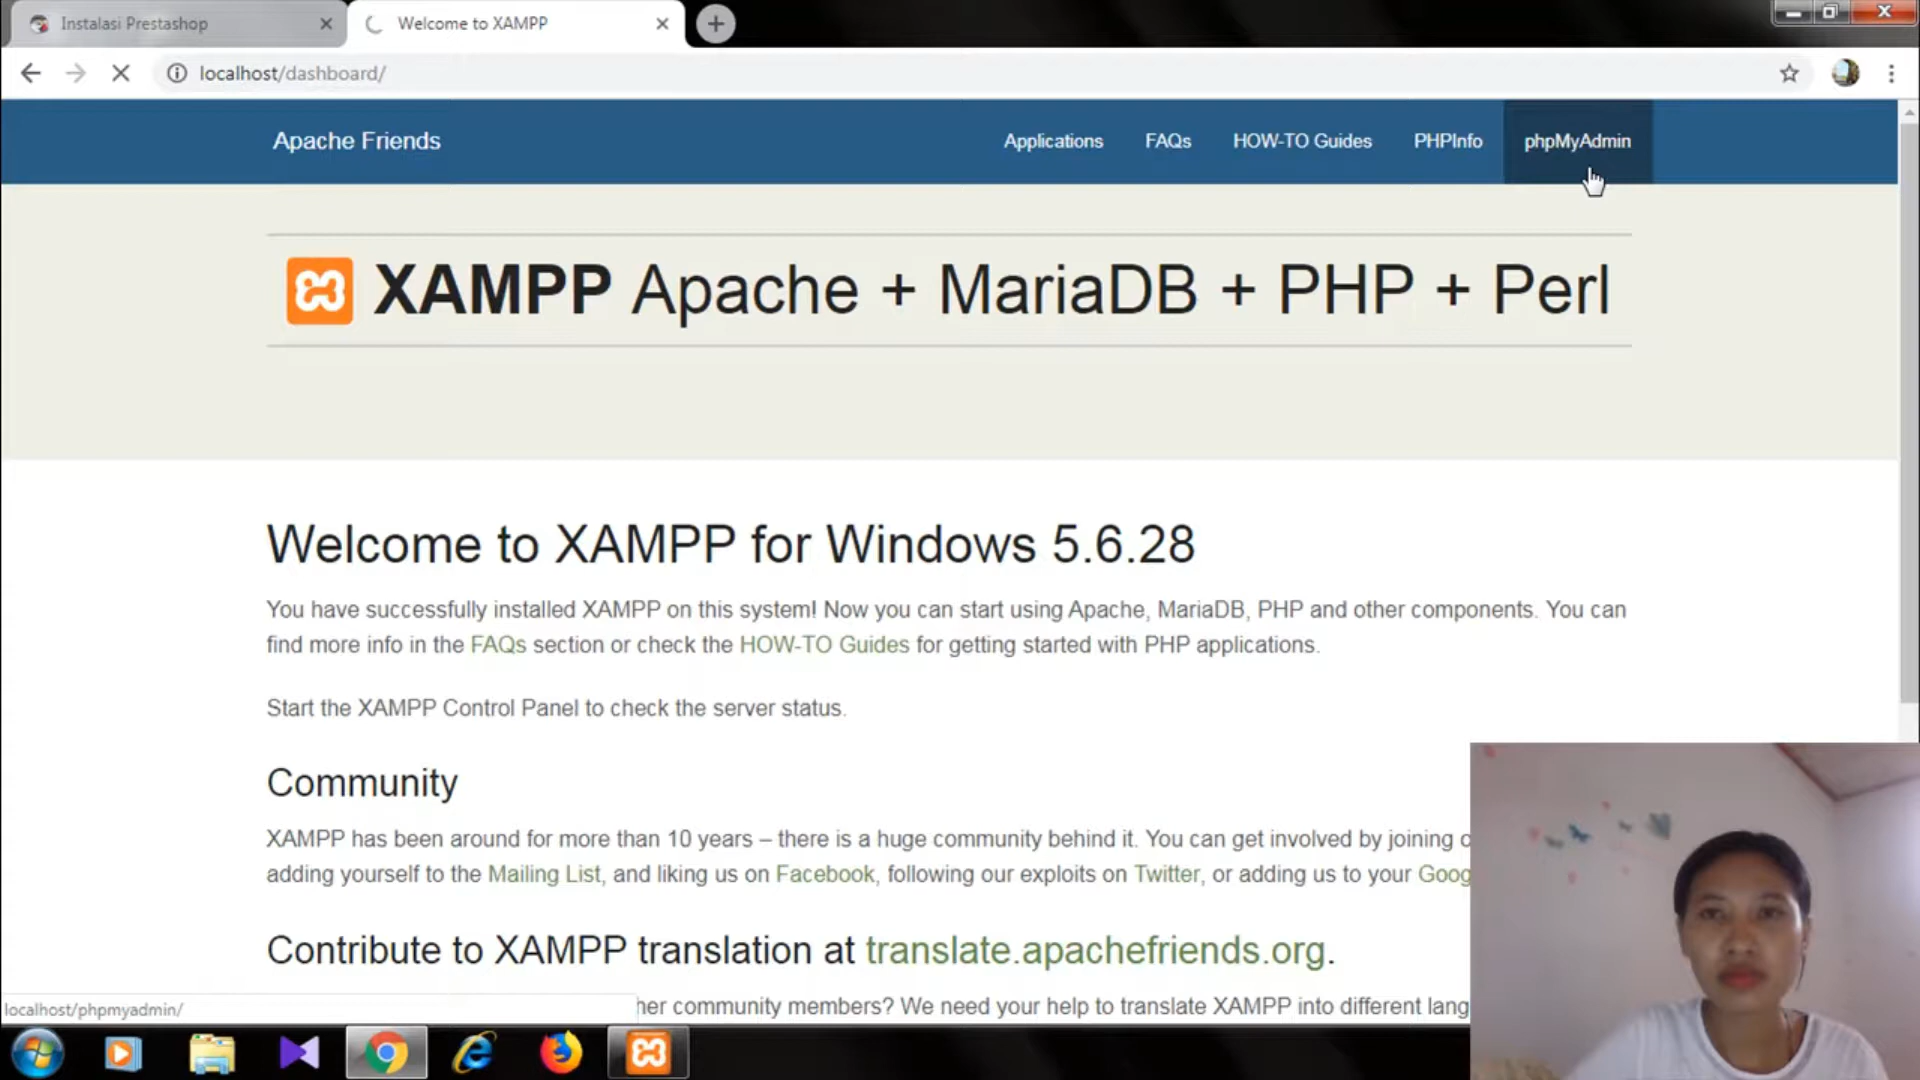 Instalasi Prestashop
Welcome to XAMPP
localhost/dashboard/
Apache Friends
Applications
FAQs
HOW-TO Guides
PHPInfo
phpMyAdmin
XAMPP Apache + MariaDB + PHP + Perl
Welcome to XAMPP for Windows 5.6.28
You have successfully installed XAMPP on this system! Now you can start using Apache, MariaDB, PHP and other components. You can
find more info in the FAQs section or check the HOW-TO Guides for getting started with PHP applications.
Start the XAMPP Control Panel to check the server status.
Community
XAMPP has been around for more than 10 years – there is a huge community behind it. You can get involved by joining
adding yourself to the Mailing List, and liking us on Facebook, following our exploits on Twitter, or adding us to your Goog
Contribute to XAMPP translation at translate.apachefriends.org.
localhost/phpmyadmin/
her community members? We need your help to translate XAMPP into different lang